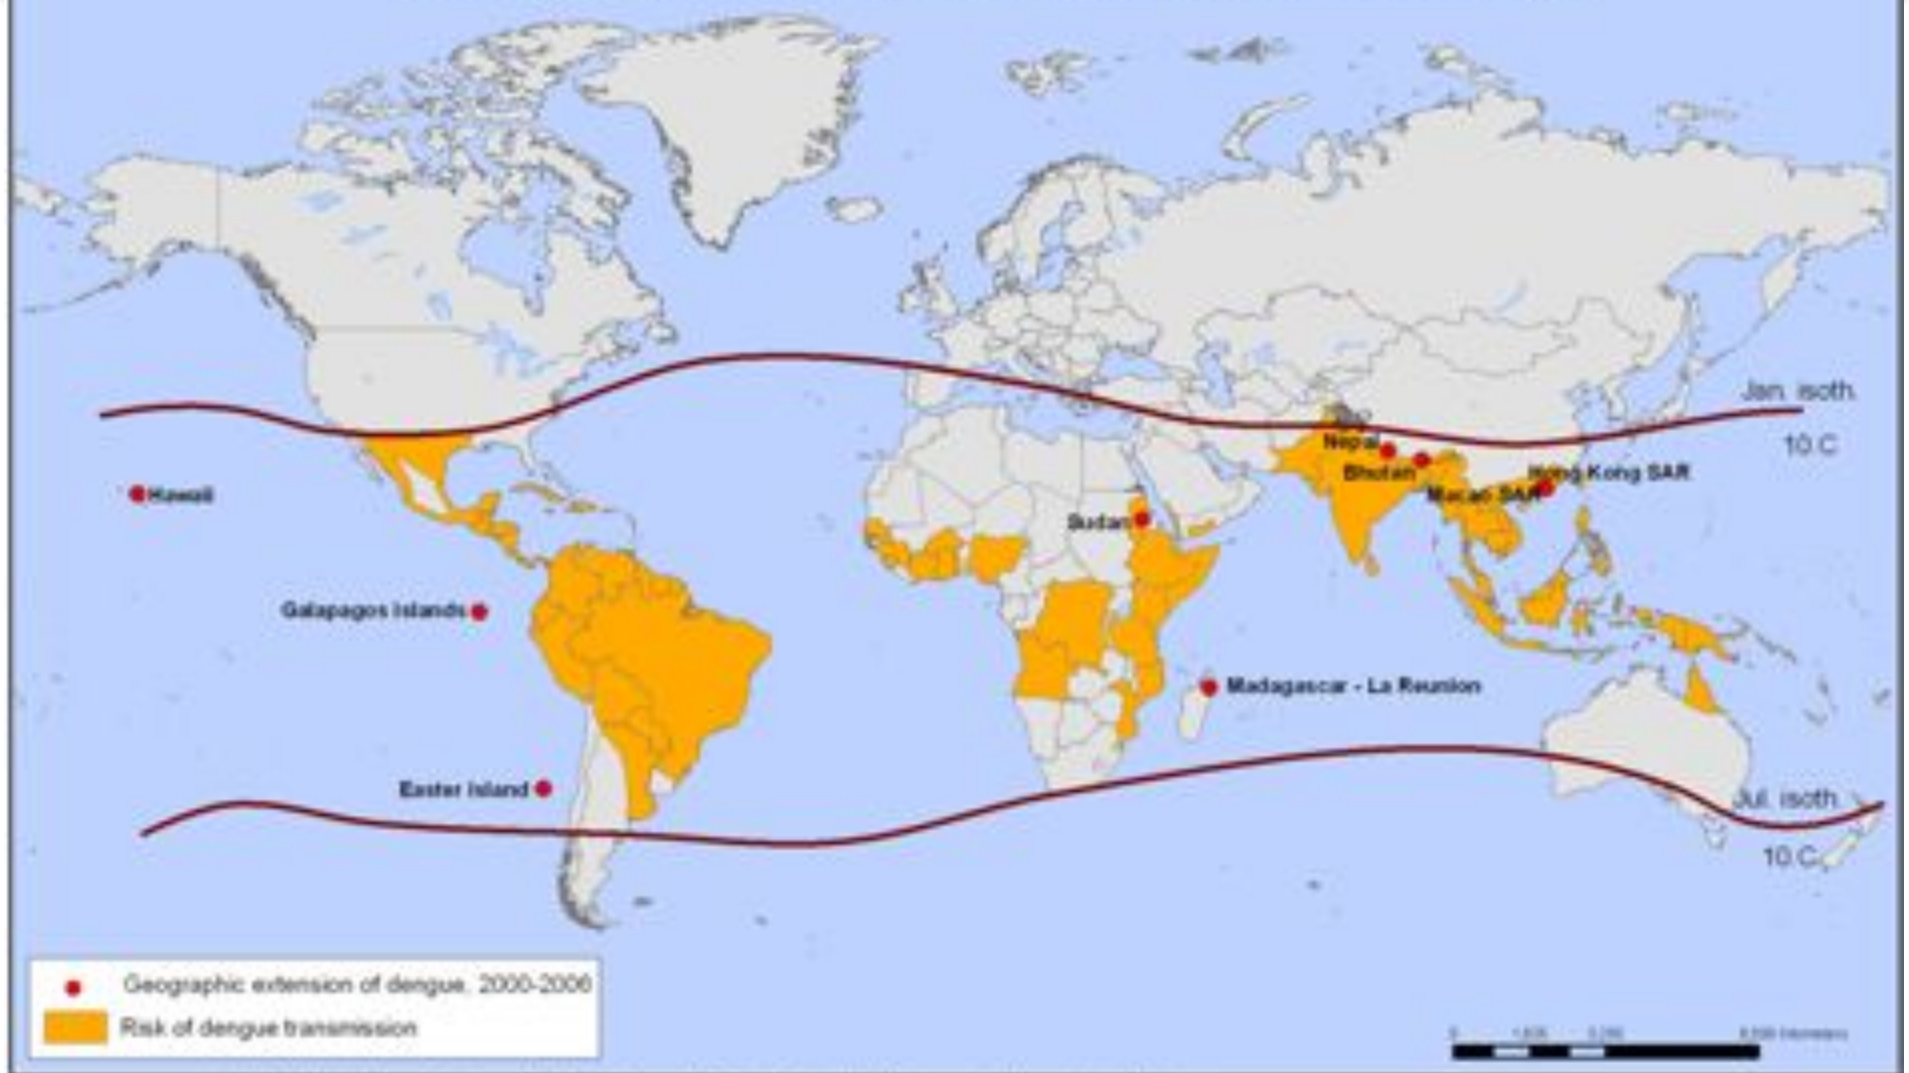 Jan. isoth.
10.C
Nepal
Bhutan
Hong Kong SAR
Macao SAR
Hawaii
Sudan
Galapagos Islands
Madagascar - La Reunion
Easter Island
Jul. isoth.
10.C
Geographic extension of dengue, 2000-2006
Risk of dengue transmission
0